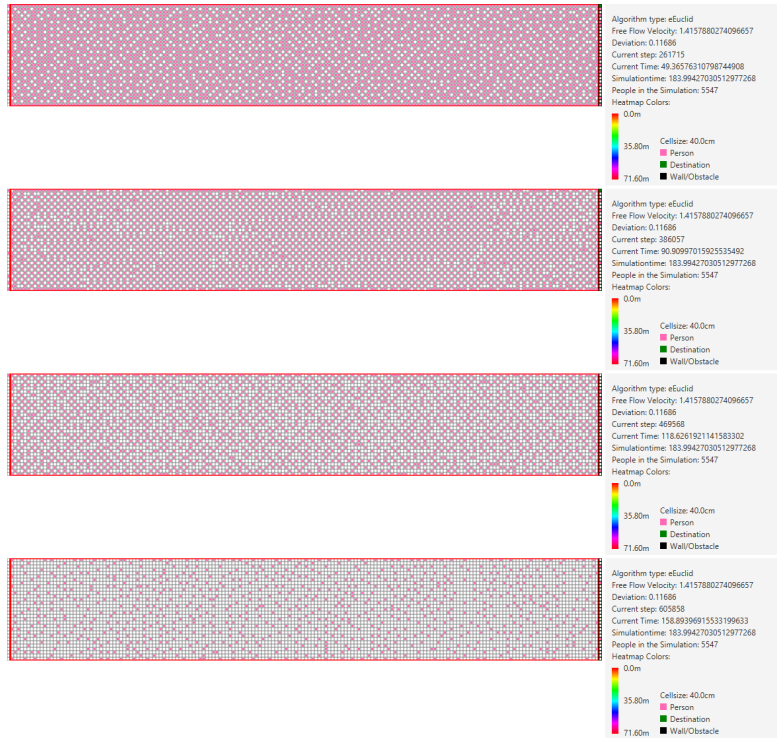 Algorithm type: eEuclid
Free Flow Velocity: 1.4157880274096657
Deviation: 0.11686
Current step: 261715
Current Time: 49.36576310798744908
Simulationtime: 183.99427030512977268
People in the Simulation: 5547
Heatmap Colors:
0.0m
35.80m
Cellsize: 40.0cm
Person
Destination
71.60m
Wall/Obstacle
Algorithm type: eEuclid
Free Flow Velocity: 1.4157880274096657
Deviation: 0.11686
Current step: 386057
Current Time: 90.90997015925535492
Simulationtime: 183.99427030512977268
People in the Simulation: 5547
Heatmap Colors:
0.0m
35.80m
Cellsize: 40.0cm
Person
Destination
71.60m
Wall/Obstacle
Algorithm type: eEuclid
Free Flow Velocity: 1.4157880274096657
Deviation: 0.11686
Current step: 469568
Current Time: 118.6261921141583302
Simulationtime: 183.99427030512977268
People in the Simulation: 5547
Heatmap Colors:
0.0m
35.80m
Cellsize: 40.0cm
Person
Destination
71.60m
Wall/Obstacle
Algorithm type: eEuclid
Free Flow Velocity: 1.4157880274096657
Deviation: 0.11686
Current step: 605858
Current Time: 158.89396915533199633
Simulationtime: 183.99427030512977268
People in the Simulation: 5547
Heatmap Colors:
0.0m
35.80m
Cellsize: 40.0cm
Person
Destination
71.60m
Wall/Obstacle